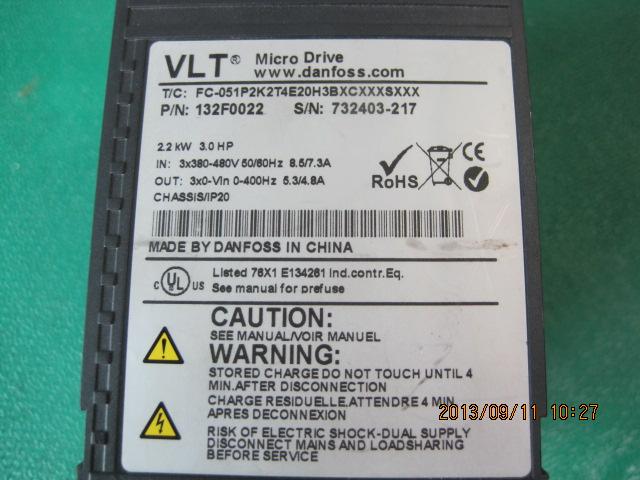 VLT® Micro Drive
www.danfoss.com
T/C: FC-051P2K2T4E20H3BXCXXXSXXX
P/N: 132F0022 S/N: 732403-217
2.2 kW 3.0 HP
IN: 3x380-480V 50/60Hz 8.5/7.3A
OUT: 3x0-Vin 0-400Hz 5.3/4.8A
CHASSIS/IP20
RoHS CE
MADE BY DANFOSS IN CHINA
c UL US Listed 76X1 E134261 Ind.contr.Eq.
See manual for prefuse
CAUTION:
SEE MANUAL/VOIR MANUEL
WARNING:
STORED CHARGE DO NOT TOUCH UNTIL 4
MIN.AFTER DISCONNECTION
CHARGE RESIDUELLE.ATTENDRE 4 MIN.
APRES DECONNEXION
RISK OF ELECTRIC SHOCK-DUAL SUPPLY
DISCONNECT MAINS AND LOADSHARING
BEFORE SERVICE
2013/09/11 10:27